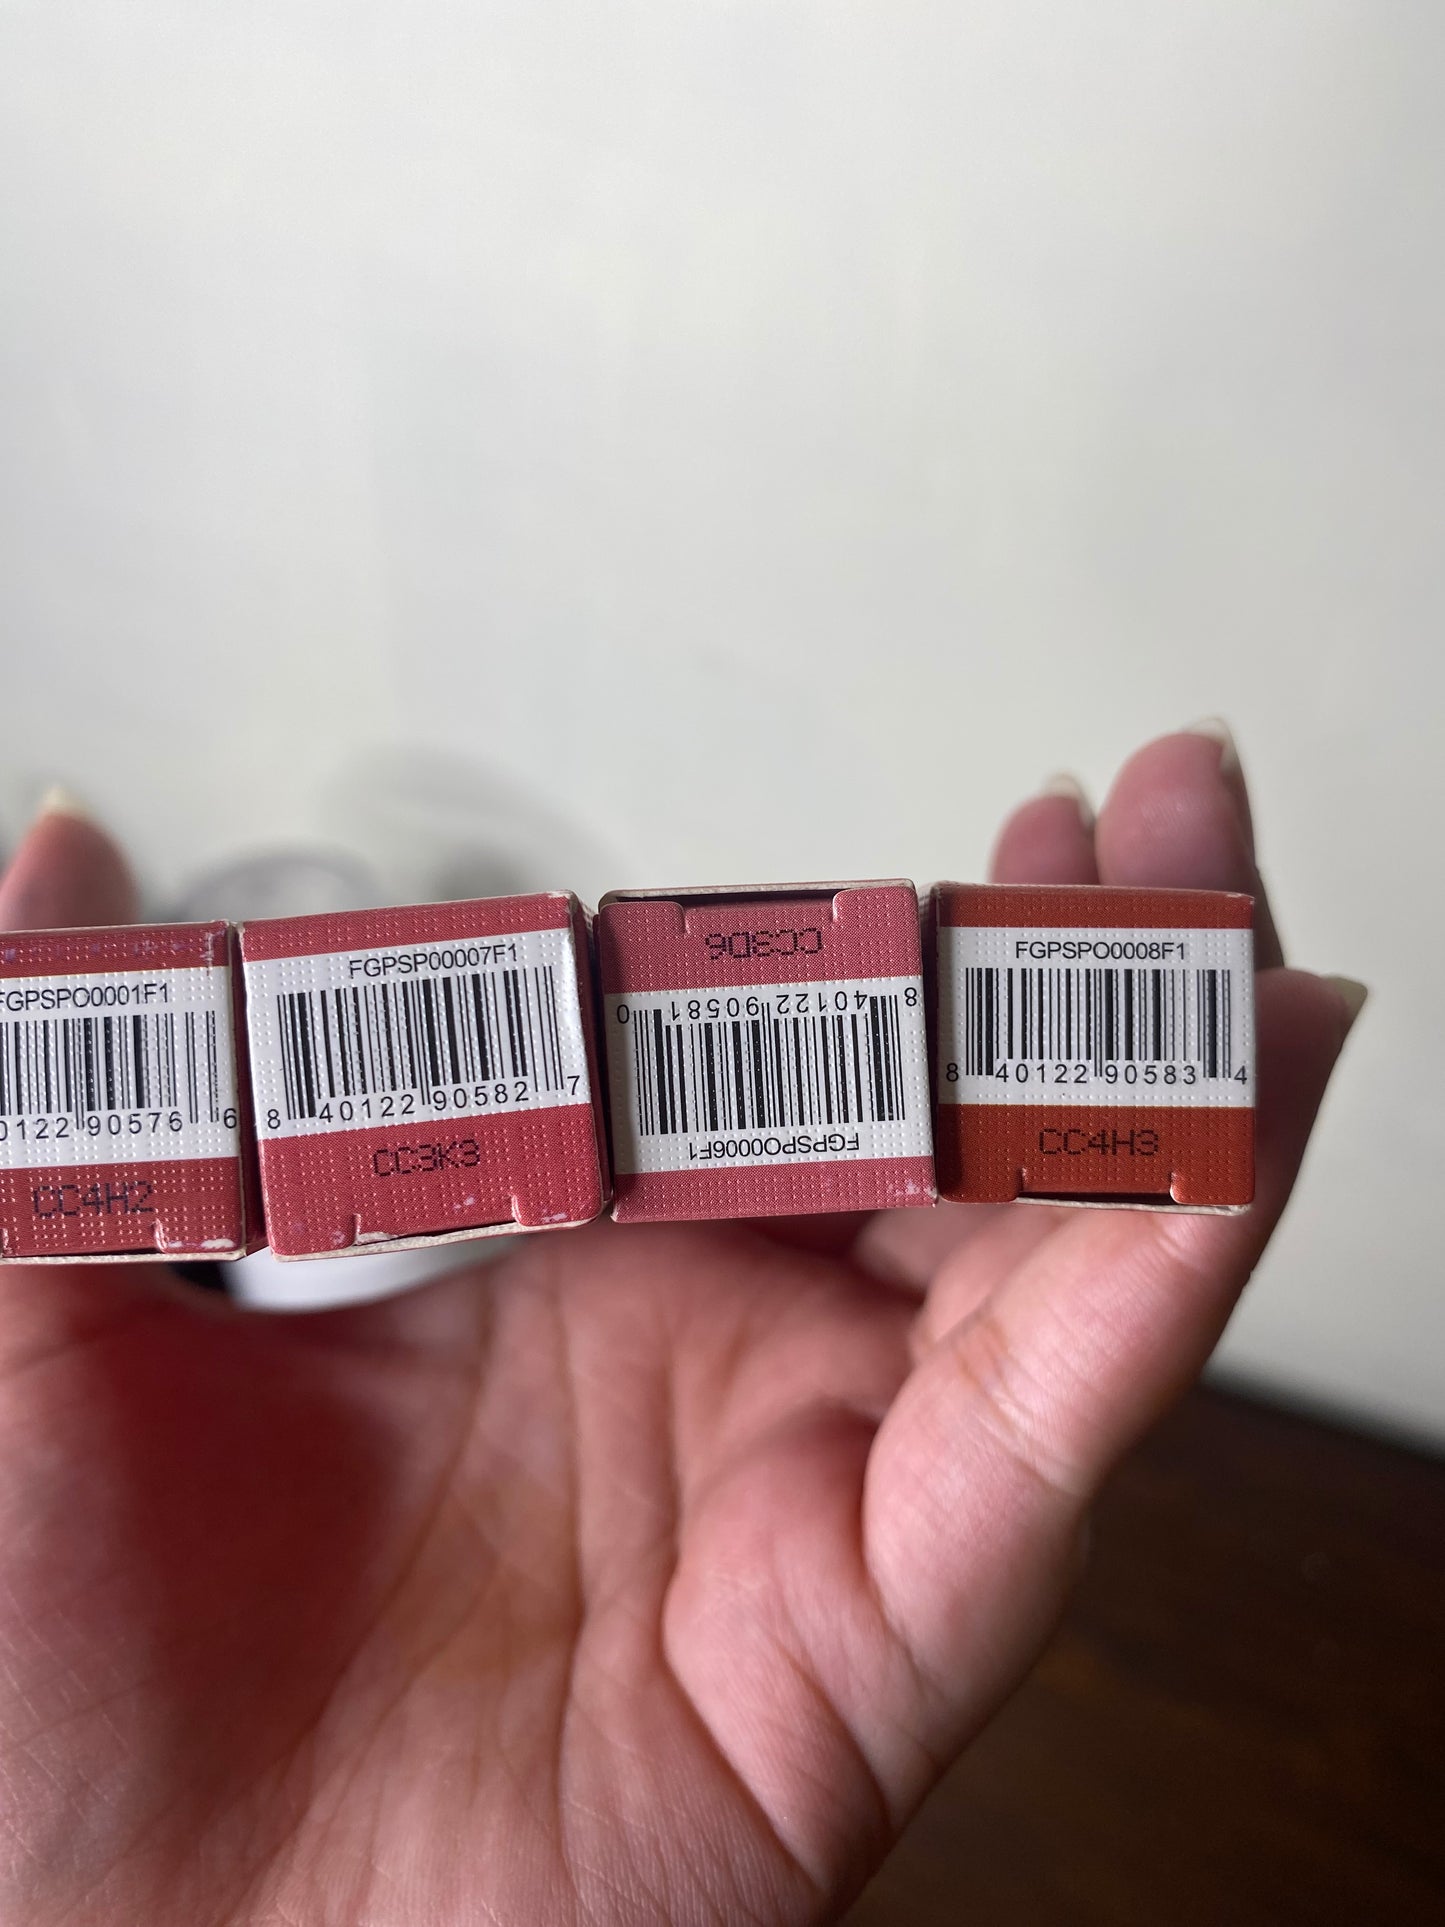 FGPSPO0001F1
0122 90576 6
CC4H2
FGPSP00007F1
8 40122 90582 7
CC3K3
CC3D6
8 40122 90581 0
FGPSPO0006F1
FGPSPO0008F1
8 40122 90583 4
CC4H3